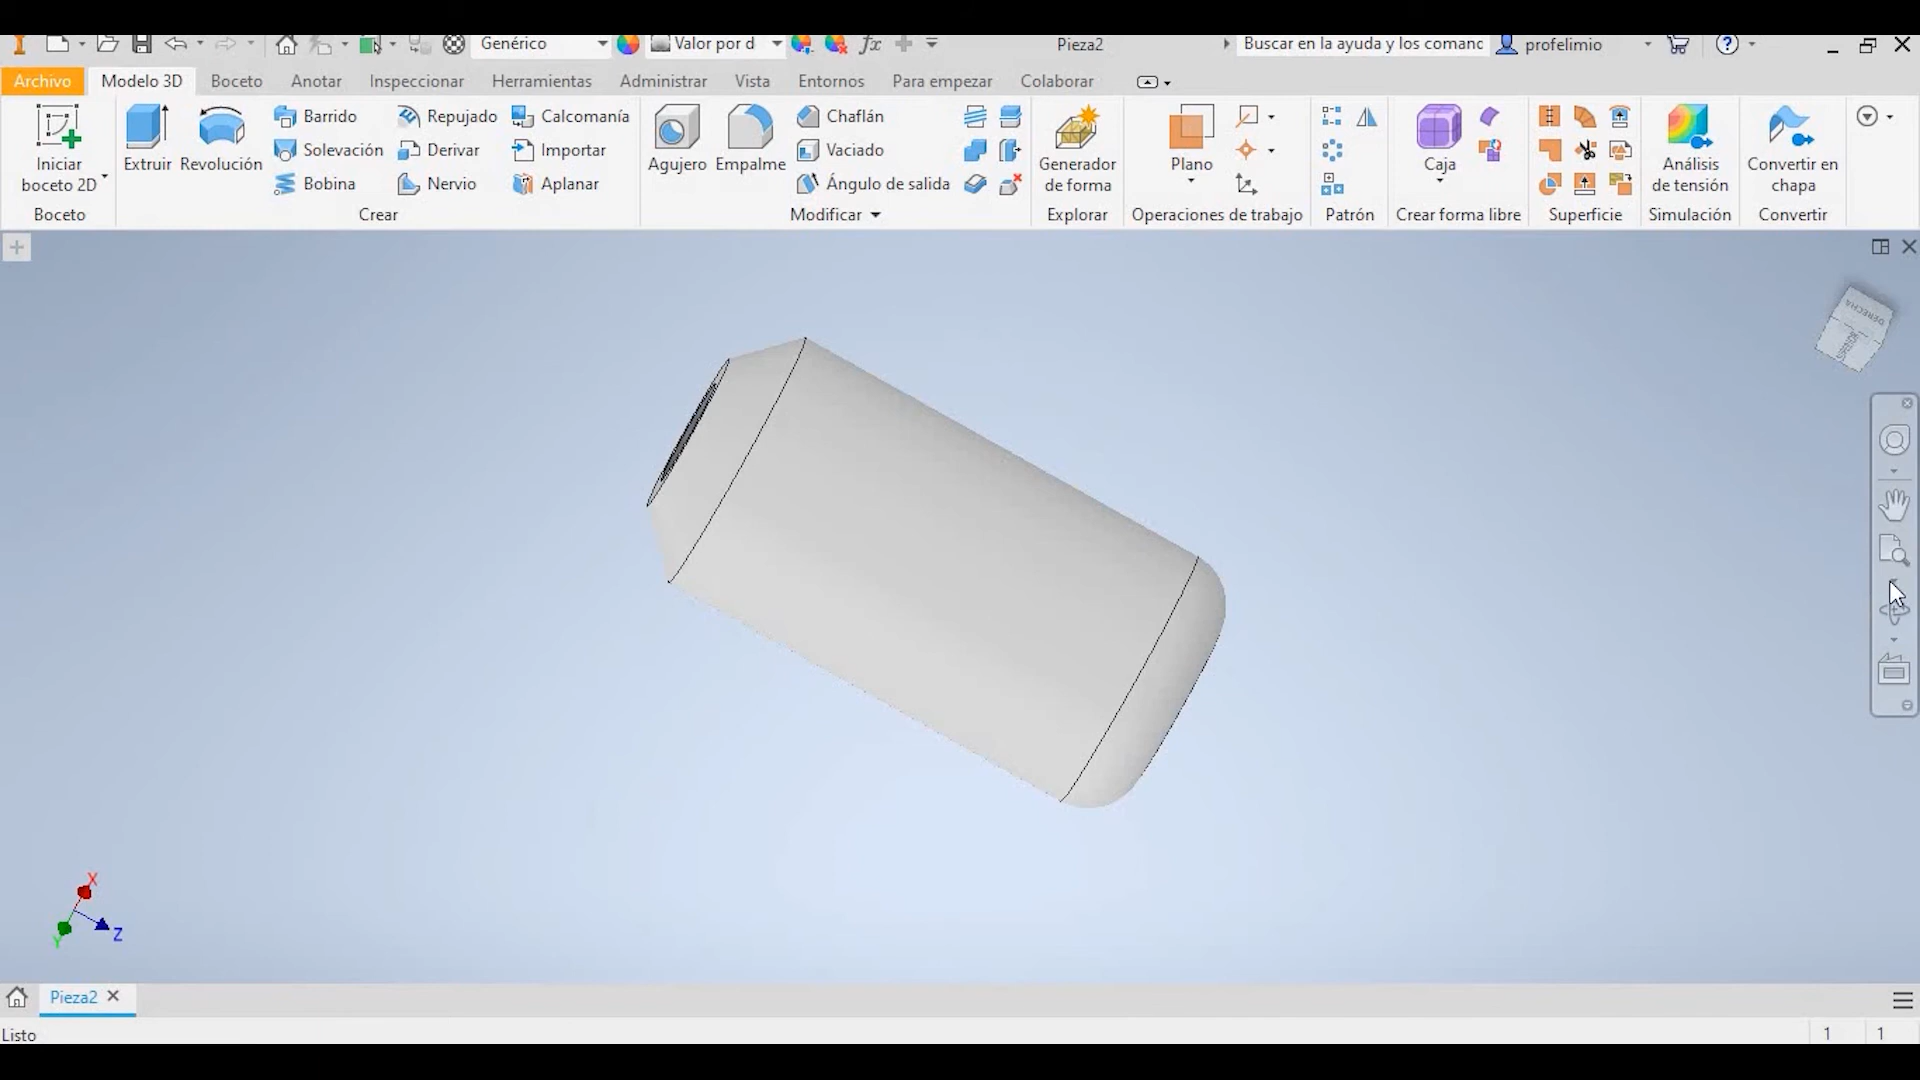 Genérico Valor por d fx Pieza2 Buscar en la ayuda y los comanc profelimio ?
Archivo Modelo 3D Boceto Anotar Inspeccionar Herramientas Administrar Vista Entornos Para empezar Colaborar
Iniciar boceto 2D
Extruir
Revolución
Barrido
Solevación
Bobina
Repujado
Derivar
Nervio
Calcomanía
Importar
Aplanar
Agujero
Empalme
Chaflán
Vaciado
Ángulo de salida
Generador de forma
Plano
Caja
Análisis de tensión
Convertir en chapa
Boceto Crear Modificar Explorar Operaciones de trabajo Patrón Crear forma libre Superficie Simulación Convertir
DERECHA
X
Y
Z
Pieza2
Listo
1 1